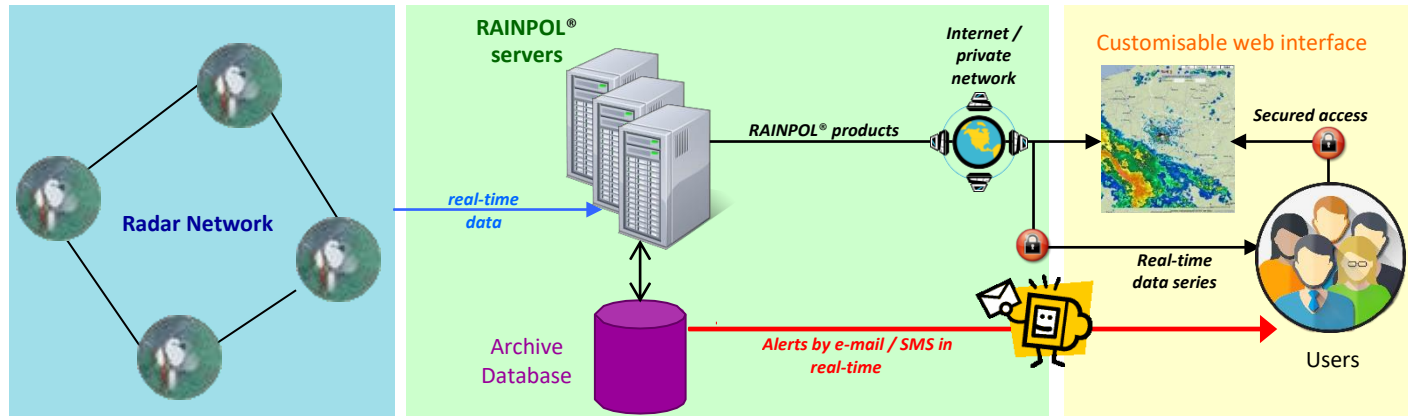 Radar Network
real-time
data
RAINPOL®
servers
RAINPOL® products
Internet /
private
network
Archive
Database
Alerts by e-mail / SMS in
real-time
Customisable web interface
Secured access
Real-time
data series
Users